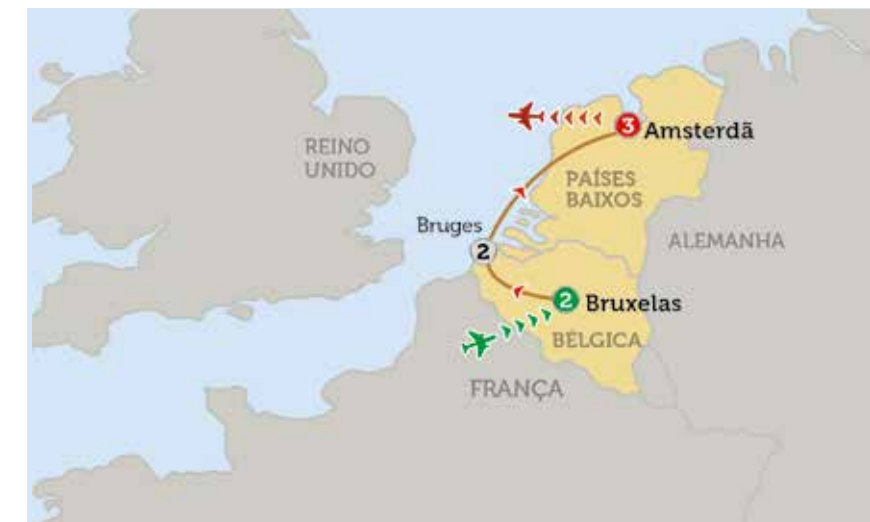 REINO
UNIDO
3 Amsterdã
PAÍSES
BAIXOS
Bruges
2
ALEMANHA
2 Bruxelas
BÉLGICA
FRANÇA